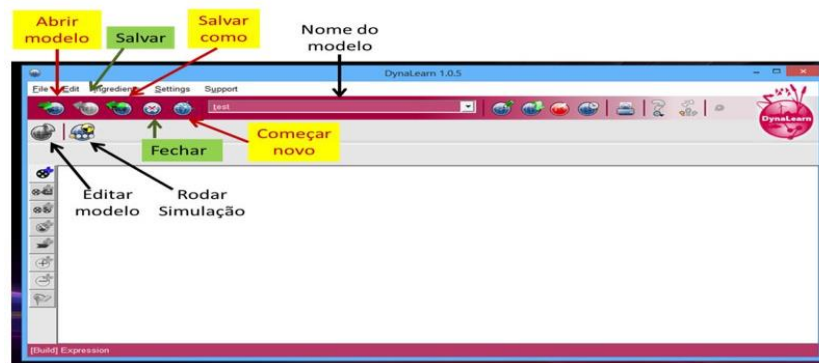 Abrir
modelo
Salvar
Salvar
como
Nome do
modelo
DynaLearn 1.0.5
File Edit Ingredient Settings Support
test
DynaLearn
Fechar
Começar
novo
Editar
modelo
Rodar
Simulação
[Build] Expression